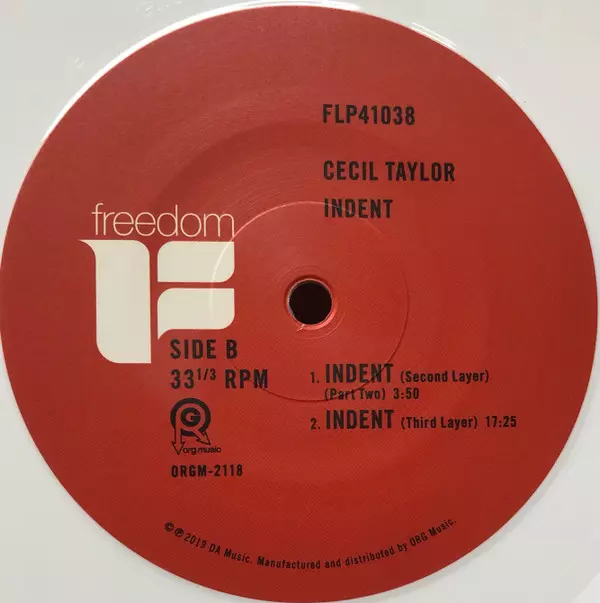 FLP41038
CECIL TAYLOR
INDENT
freedom
F
SIDE B
33 1/3 RPM
1. INDENT (Second Layer)
(Part Two) 3:50
2. INDENT (Third Layer) 17:25
G
org music
ORGM-2118
©℗2019 DA Music. Manufactured and distributed by ORG Music.